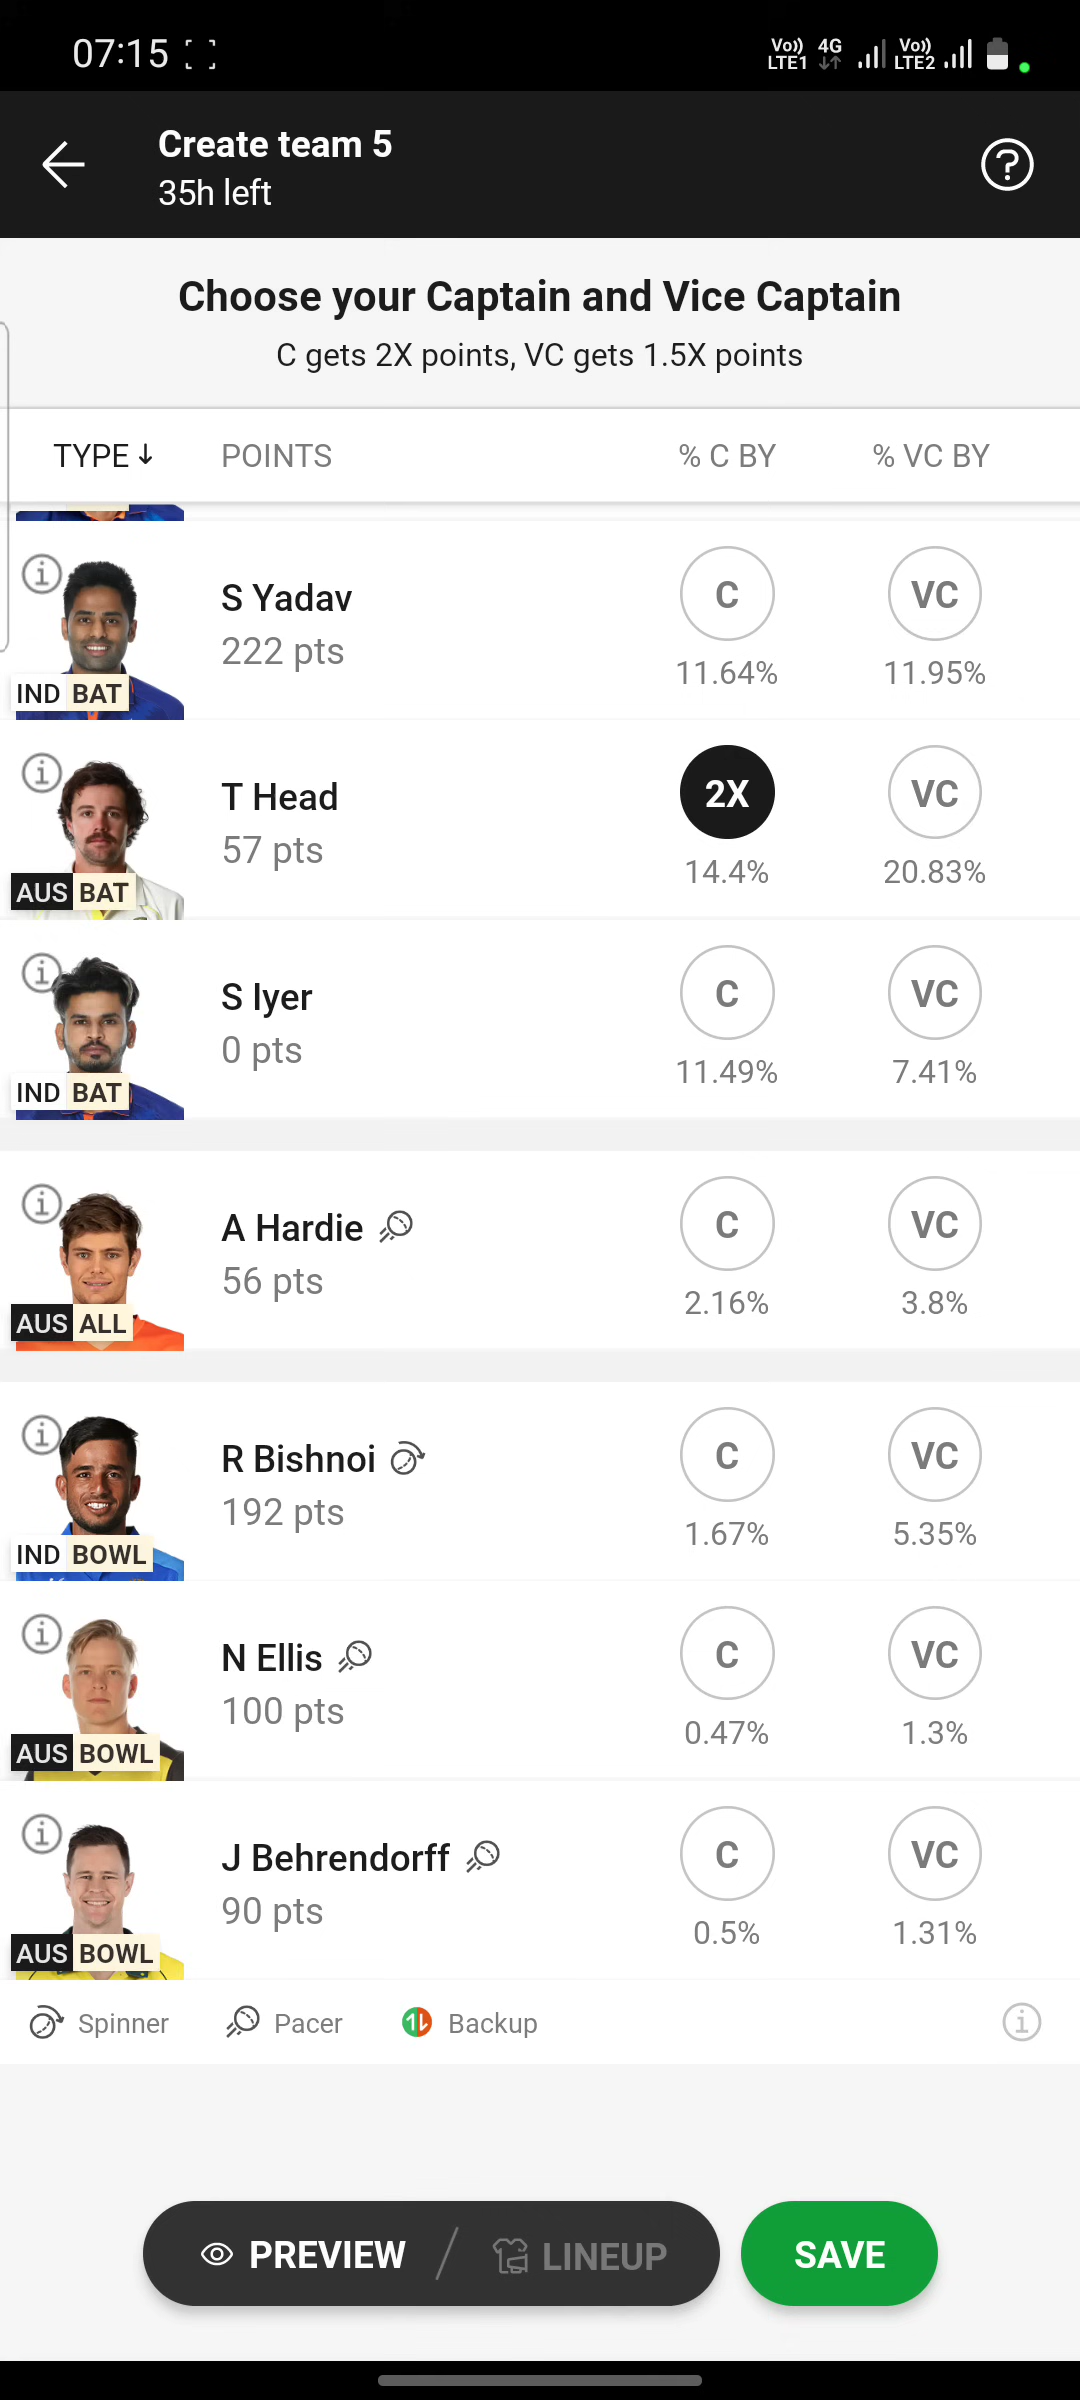 07:15
Vo)) LTE1 4G Vo)) LTE2
Create team 5
35h left
Choose your Captain and Vice Captain
C gets 2X points, VC gets 1.5X points
TYPE POINTS % C BY % VC BY
S Yadav
222 pts
IND BAT
C
11.64%
VC
11.95%
T Head
57 pts
AUS BAT
2X
14.4%
VC
20.83%
S Iyer
0 pts
IND BAT
C
11.49%
VC
7.41%
A Hardie
56 pts
AUS ALL
C
2.16%
VC
3.8%
R Bishnoi
192 pts
IND BOWL
C
1.67%
VC
5.35%
N Ellis
100 pts
AUS BOWL
C
0.47%
VC
1.3%
J Behrendorff
90 pts
AUS BOWL
C
0.5%
VC
1.31%
Spinner Pacer Backup
PREVIEW / LINEUP SAVE